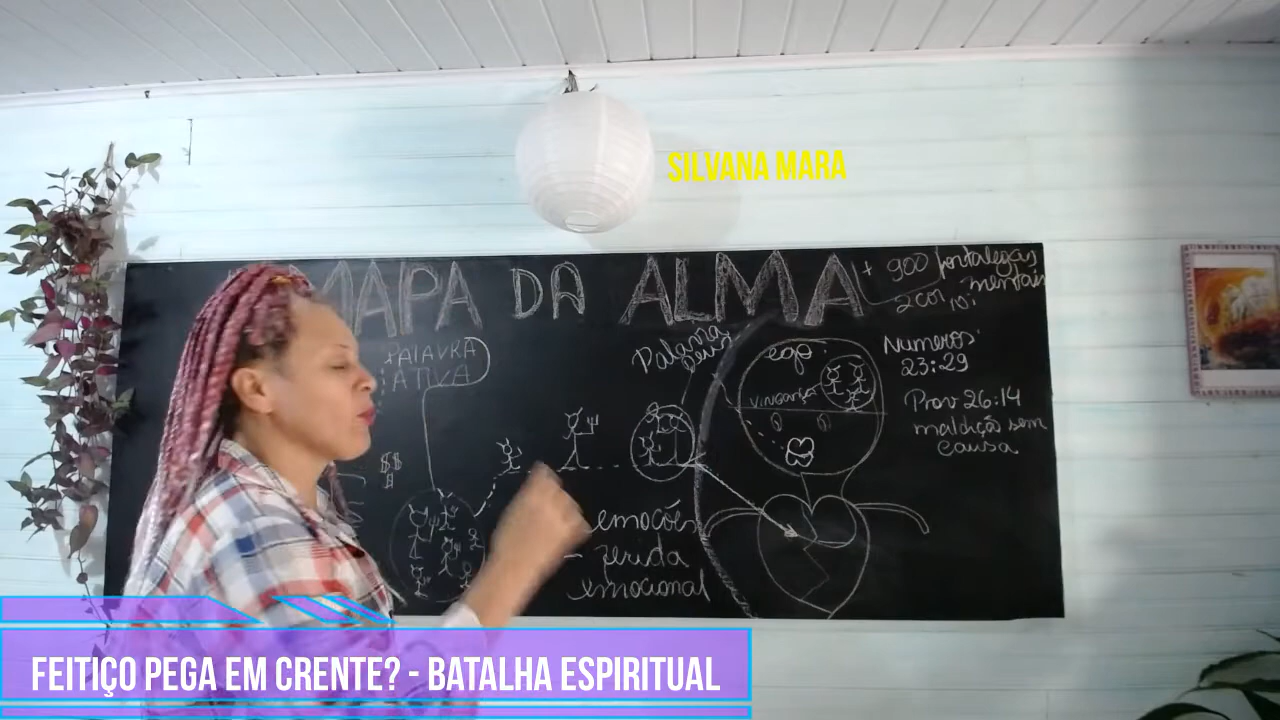 SILVANA MARA
MAPA DA ALMA
+ 900 fortalezas
mentais
2 cor 10:
PALAVRA
ATIVA
Palavra
Deus
ego
VINGANÇA
Numeros
23:29
Prov 26:14
maldição sem
causa
$$
$
emoções
- ferida
emocional
FEITIÇO PEGA EM CRENTE? - BATALHA ESPIRITUAL